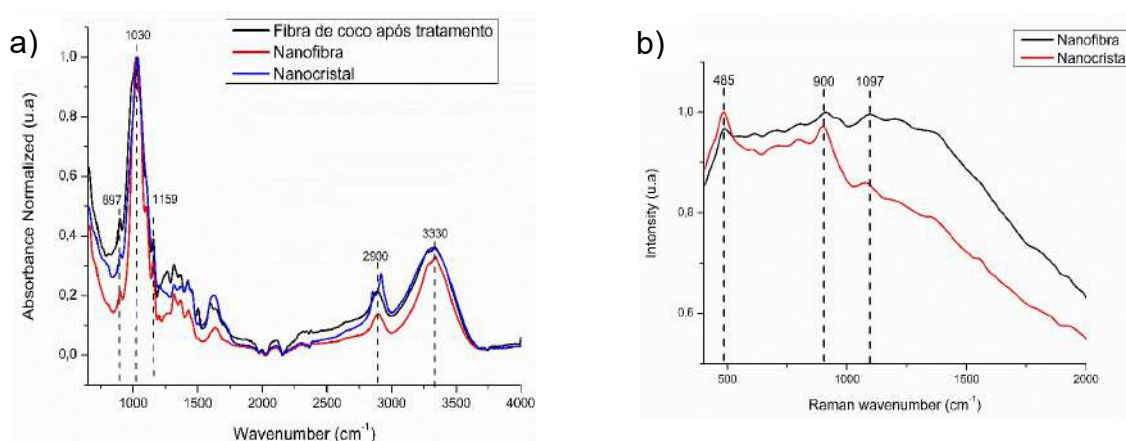 a)
1030
Fibra de coco após tratamento
Nanofibra
Nanocristal
1,0
0,8
0,6
0,4
0,2
0,0
897
1159
2900
3330
Absorbance Normalized (u.a)
1000
1500
2000
2500
3000
3500
4000
Wavenumber (cm⁻¹)
b)
Nanofibra
Nanocristal
485
900
1097
1,0
0,8
0,6
Intensity (u.a)
500
1000
1500
2000
Raman wavenumber (cm⁻¹)